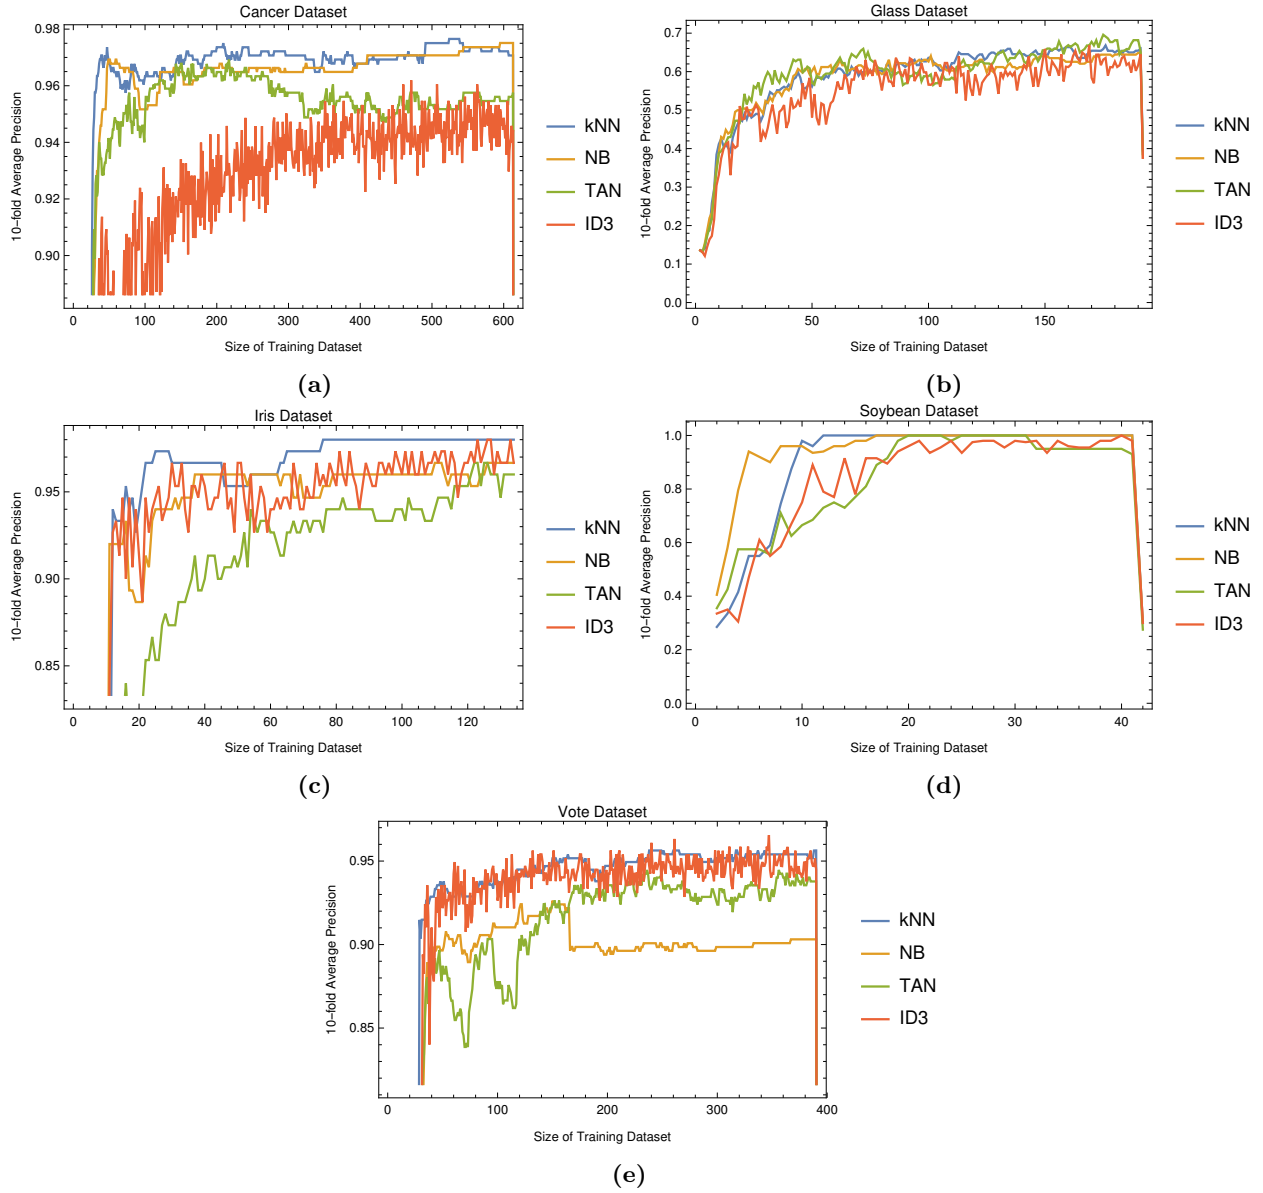 Cancer Dataset
10−fold Average Precision
0.98
0.96
0.94
0.92
0.90
0 100 200 300 400 500 600
Size of Training Dataset
kNN
NB
TAN
ID3
(a)
Glass Dataset
10−fold Average Precision
0.7
0.6
0.5
0.4
0.3
0.2
0.1
0.0
0 50 100 150
Size of Training Dataset
kNN
NB
TAN
ID3
(b)
Iris Dataset
10−fold Average Precision
0.95
0.90
0.85
0 20 40 60 80 100 120
Size of Training Dataset
kNN
NB
TAN
ID3
(c)
Soybean Dataset
10−fold Average Precision
1.0
0.8
0.6
0.4
0.2
0.0
0 10 20 30 40
Size of Training Dataset
kNN
NB
TAN
ID3
(d)
Vote Dataset
10−fold Average Precision
0.95
0.90
0.85
0 100 200 300 400
Size of Training Dataset
kNN
NB
TAN
ID3
(e)